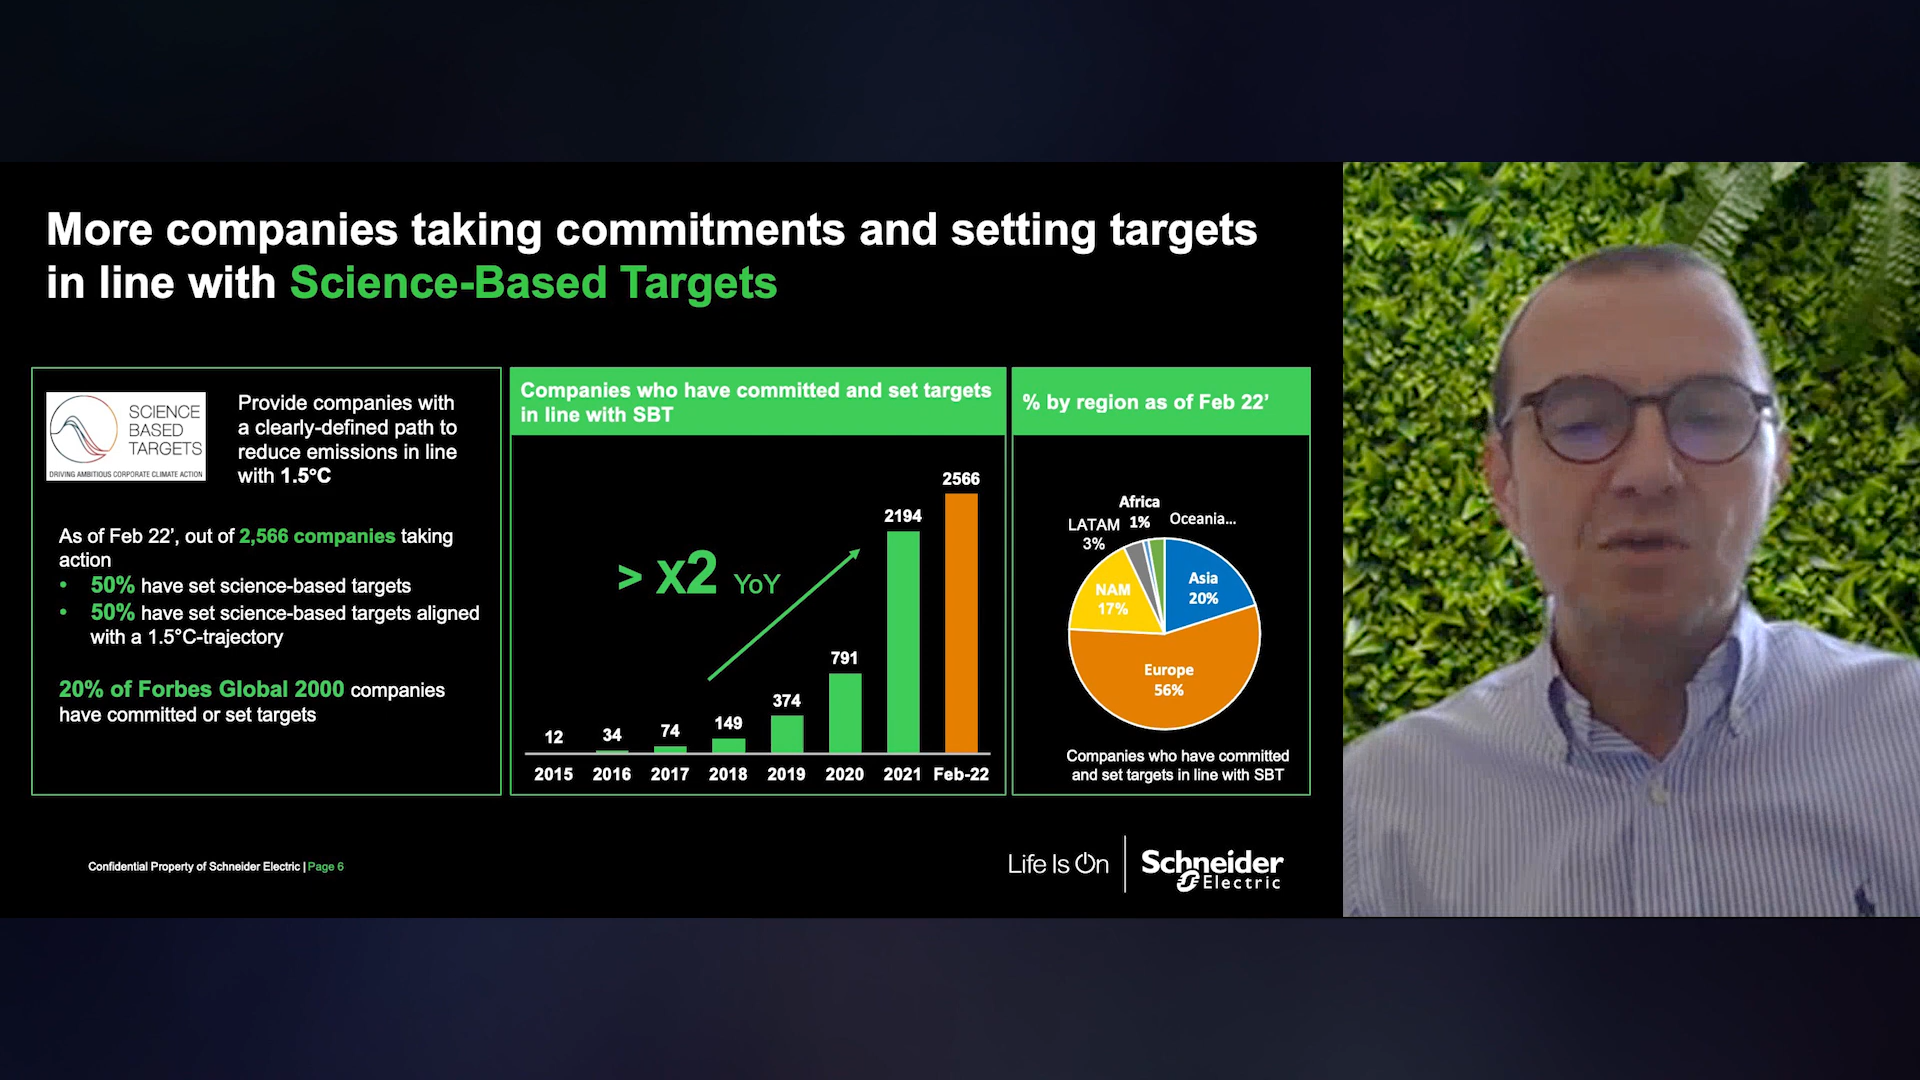 More companies taking commitments and setting targets
in line with Science-Based Targets
SCIENCE
BASED
TARGETS
DRIVING AMBITIOUS CORPORATE CLIMATE ACTION
Provide companies with
a clearly-defined path to
reduce emissions in line
with 1.5°C
As of Feb 22’, out of 2,566 companies taking
action
• 50% have set science-based targets
• 50% have set science-based targets aligned
with a 1.5°C-trajectory
20% of Forbes Global 2000 companies
have committed or set targets
Companies who have committed and set targets
in line with SBT
> x2 YoY
12
34
74
149
374
791
2194
2566
2015 2016 2017 2018 2019 2020 2021 Feb-22
% by region as of Feb 22’
Africa
1%
Oceania...
LATAM
3%
NAM
17%
Asia
20%
Europe
56%
Companies who have committed
and set targets in line with SBT
Confidential Property of Schneider Electric | Page 6
Life Is On
Schneider
Electric